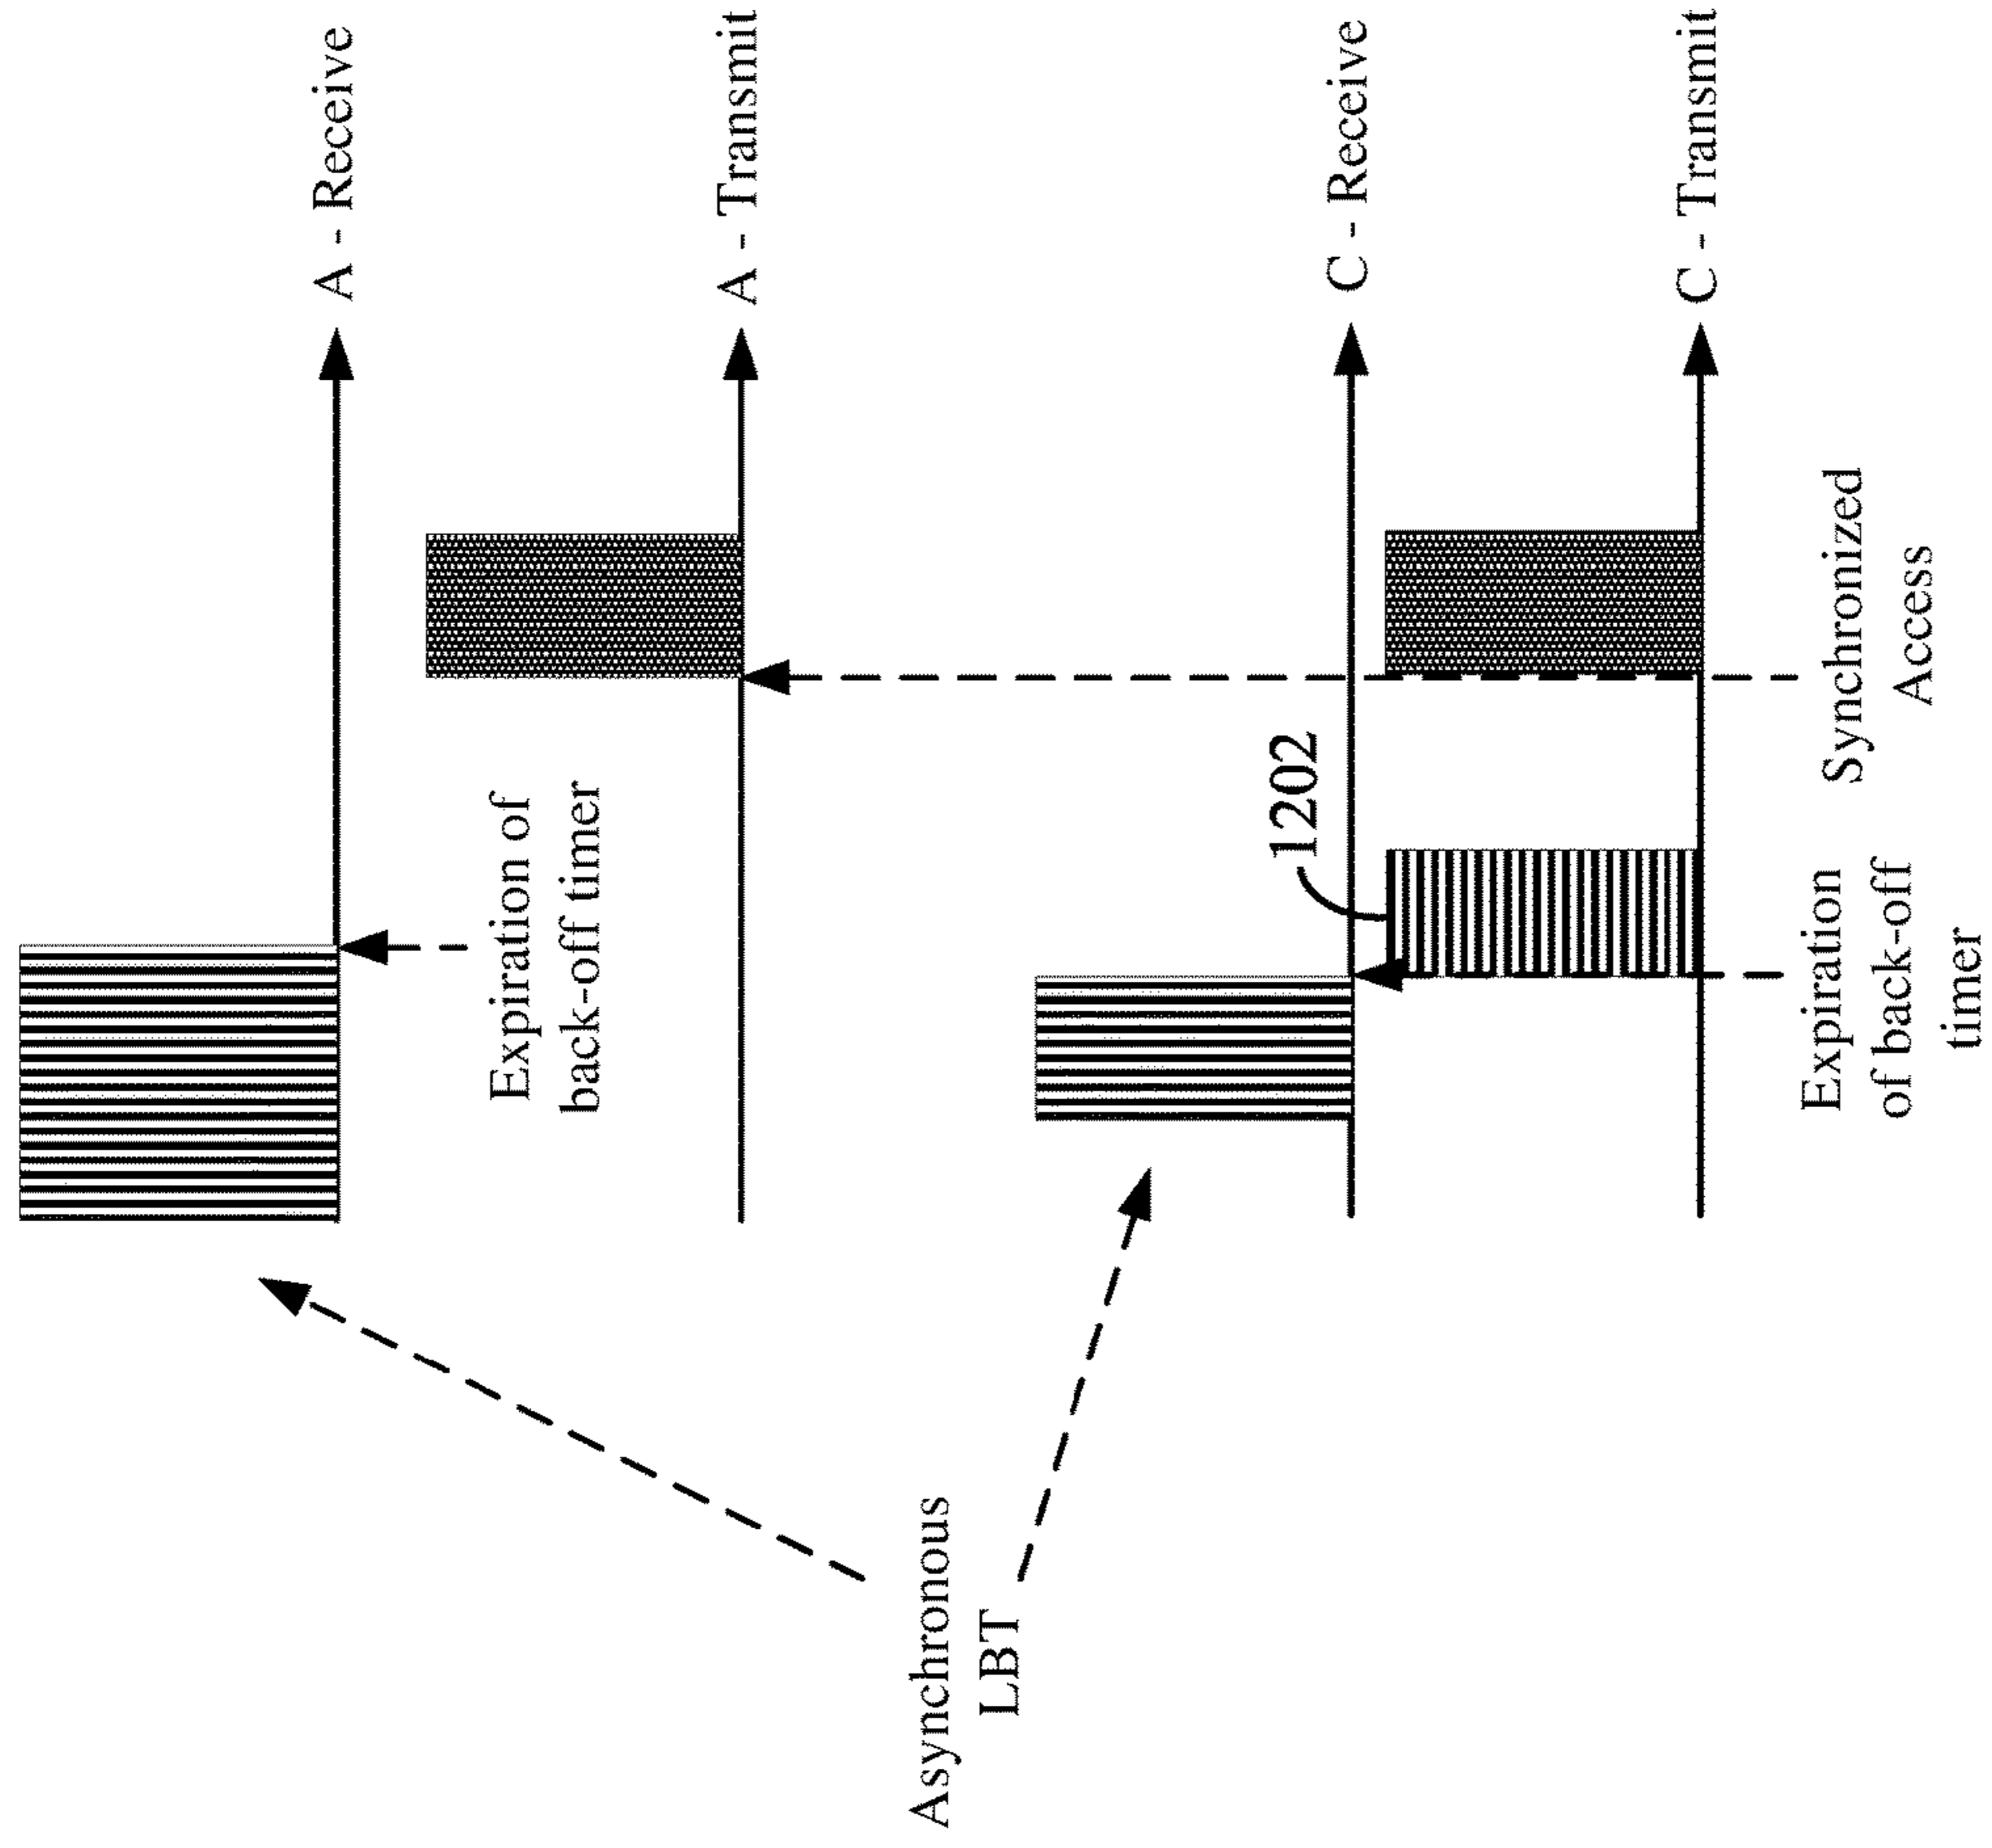 A - Receive
Expiration of
back-off timer
A - Transmit
Asynchronous
LBT
1202
C - Receive
C - Transmit
Expiration
of back-off
timer
Synchronized
Access